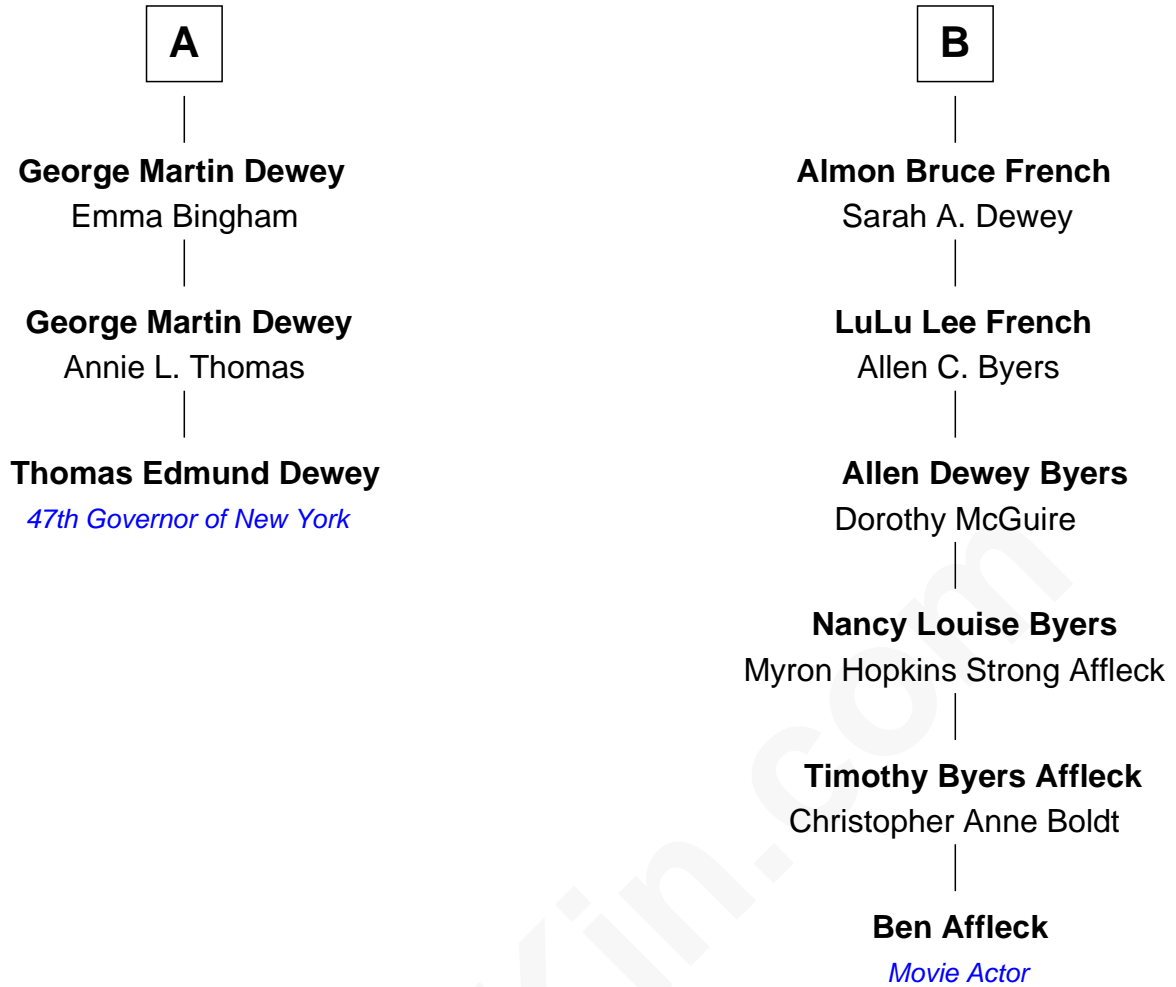 A
George Martin Dewey
Emma Bingham
George Martin Dewey
Annie L. Thomas
Thomas Edmund Dewey
47th Governor of New York
B
Almon Bruce French
Sarah A. Dewey
LuLu Lee French
Allen C. Byers
Allen Dewey Byers
Dorothy McGuire
Nancy Louise Byers
Myron Hopkins Strong Affleck
Timothy Byers Affleck
Christopher Anne Boldt
Ben Affleck
Movie Actor
Kin.com